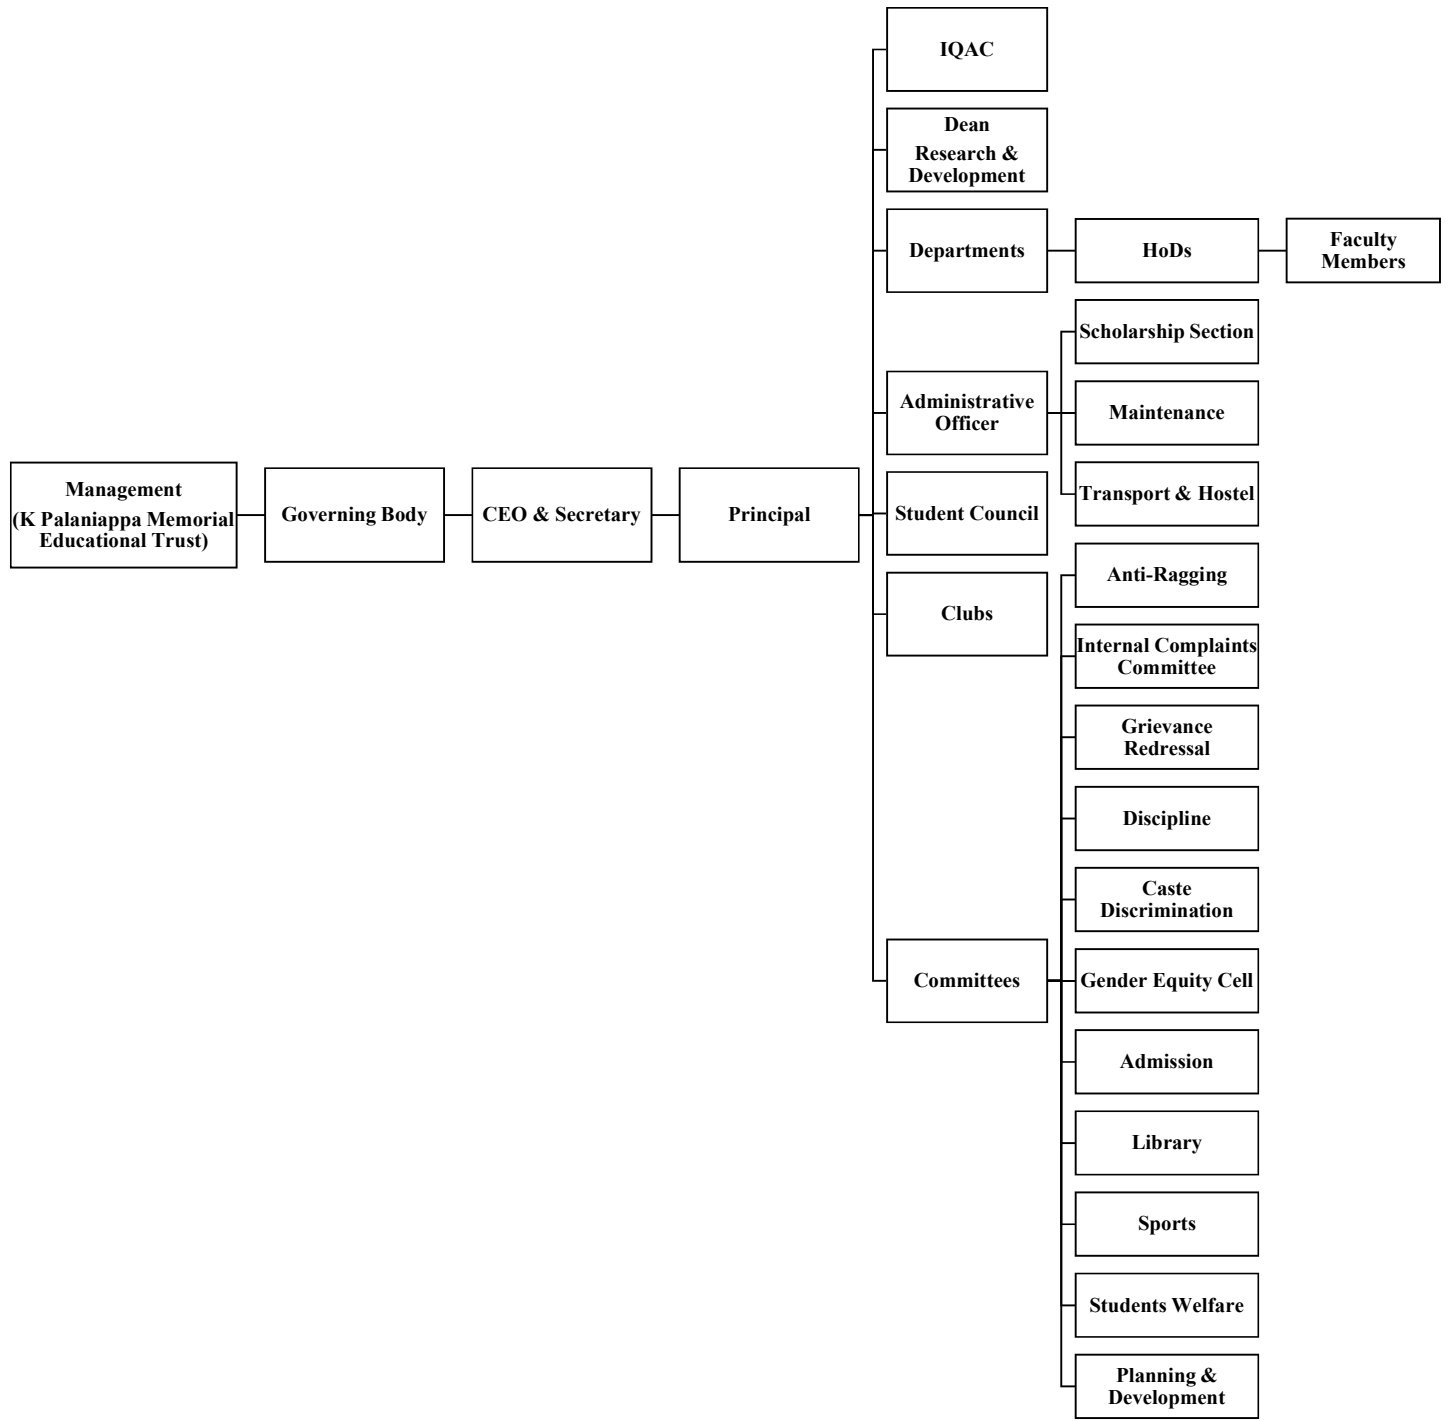 Management
(K Palaniappa Memorial
Educational Trust)
Governing Body
CEO & Secretary
Principal
IQAC
Dean
Research &
Development
Departments
HoDs
Faculty
Members
Administrative
Officer
Scholarship Section
Maintenance
Transport & Hostel
Student Council
Clubs
Committees
Anti-Ragging
Internal Complaints
Committee
Grievance
Redressal
Discipline
Caste
Discrimination
Gender Equity Cell
Admission
Library
Sports
Students Welfare
Planning &
Development